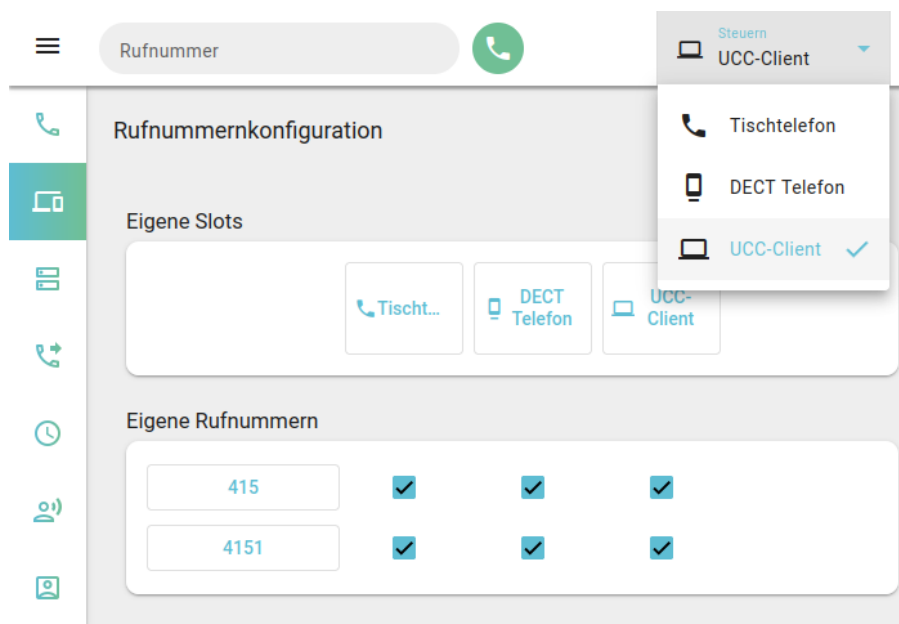 Rufnummer
Steuern
UCC-Client
Tischtelefon
DECT Telefon
UCC-Client
Rufnummernkonfiguration
Eigene Slots
Tischt...
DECT
Telefon
UCC-
Client
Eigene Rufnummern
415
4151